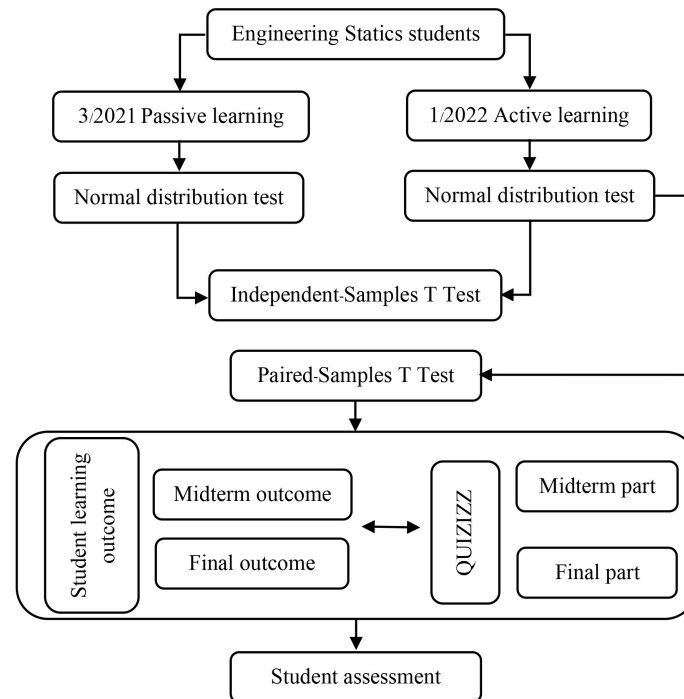 Engineering Statics students
3/2021 Passive learning
1/2022 Active learning
Normal distribution test
Normal distribution test
Independent-Samples T Test
Paired-Samples T Test
Student learning
outcome
Midterm outcome
Final outcome
QUIZIZZ
Midterm part
Final part
Student assessment